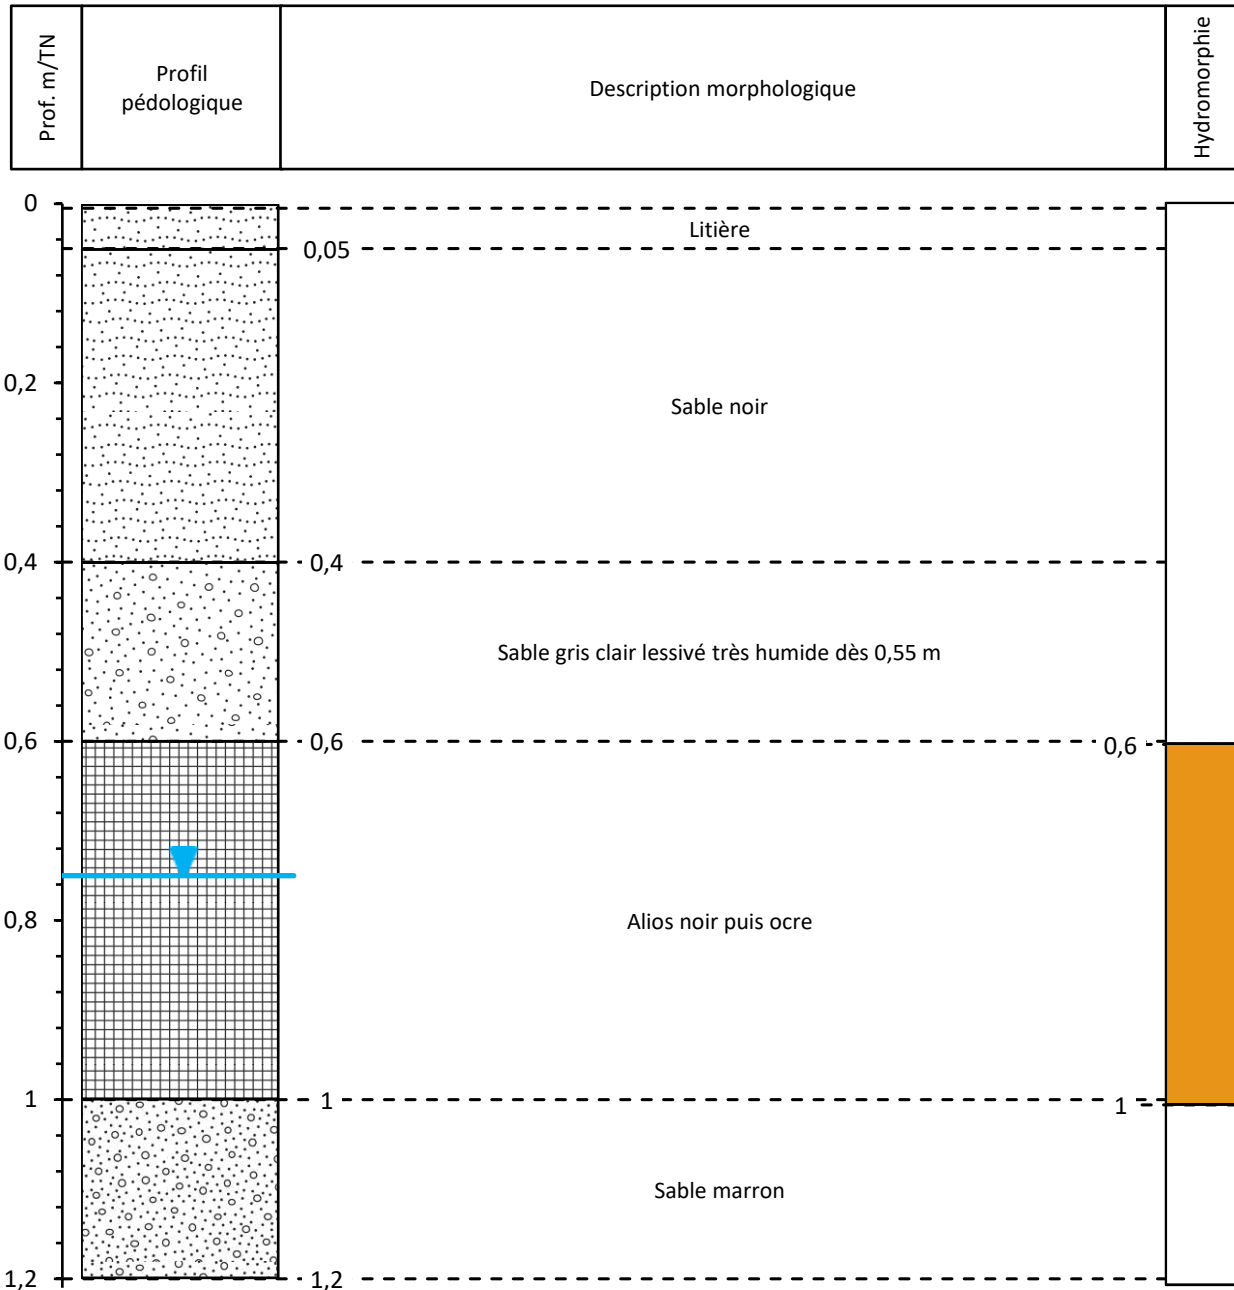 Prof. m/TN
Profil
pédologique
Description morphologique
Hydromorphie
0
Litière
0,05
0,2
Sable noir
0,4
0,4
Sable gris clair lessivé très humide dès 0,55 m
0,6
0,6
0,6
0,8
Alios noir puis ocre
1
1
1
Sable marron
1,2
1,2